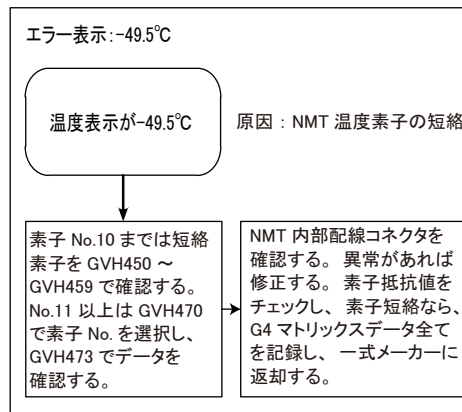 エラー表示：-49.5℃
温度表示が-49.5℃
原因：NMT 温度素子の短絡
素子 No.10 までは短絡
素子を GVH450 ～
GVH459 で確認する。
No.11 以上は GVH470
で素子 No. を選択し、
GVH473 でデータを
確認する。
NMT 内部配線コネクタを
確認する。異常があれば
修正する。素子抵抗値を
チェックし、素子短絡なら、
G4 マトリックスデータ全て
を記録し、一式メーカーに
返却する。